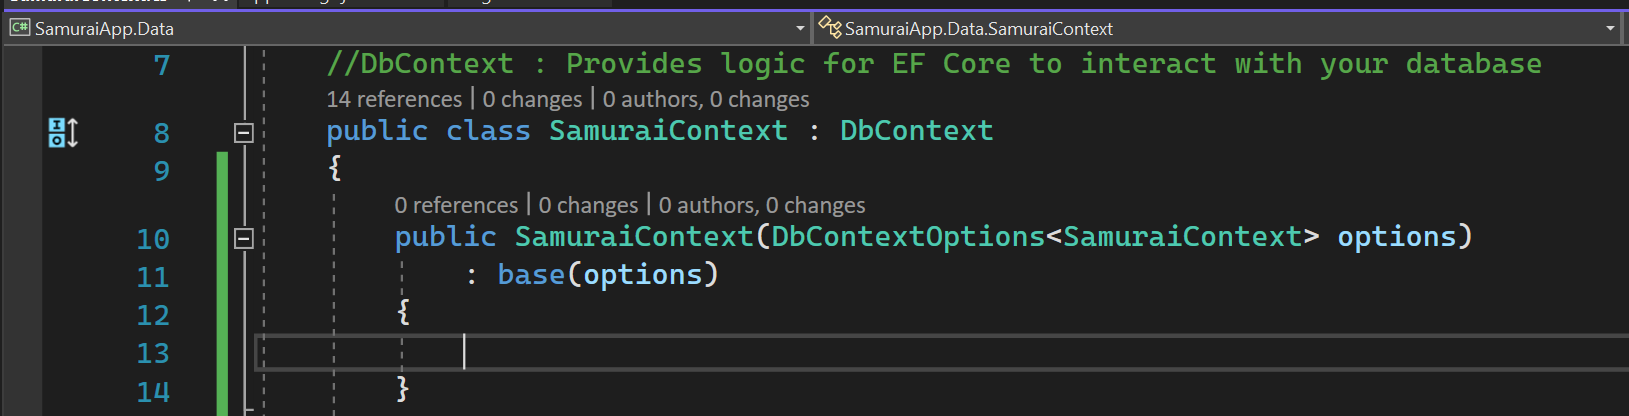 C# SamuraiApp.Data
SamuraiApp.Data.SamuraiContext
7 //DbContext : Provides logic for EF Core to interact with your database
14 references | 0 changes | 0 authors, 0 changes
8 public class SamuraiContext : DbContext
9 {
0 references | 0 changes | 0 authors, 0 changes
10 public SamuraiContext(DbContextOptions<SamuraiContext> options)
11 : base(options)
12 {
13
14 }